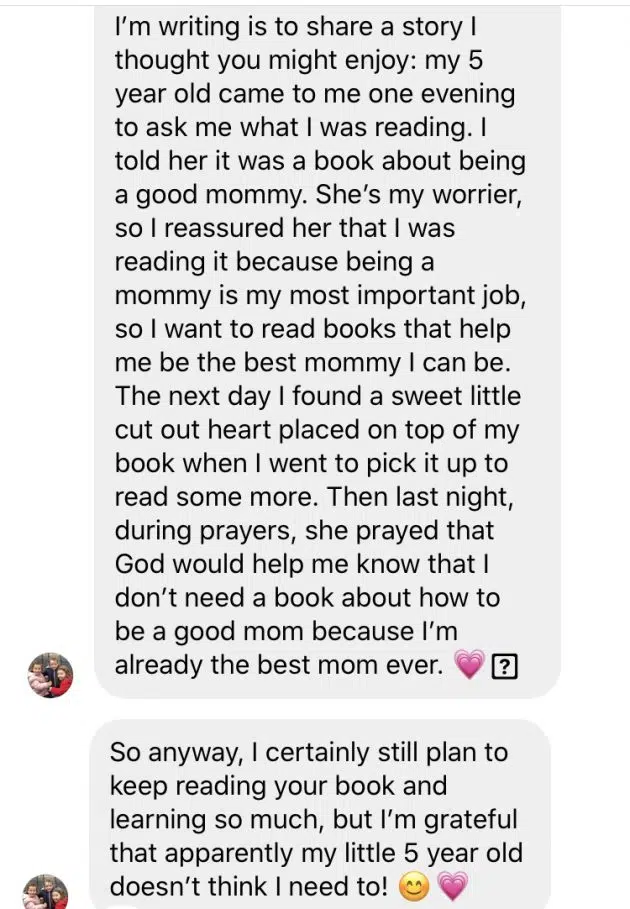 I’m writing is to share a story I
thought you might enjoy: my 5
year old came to me one evening
to ask me what I was reading. I
told her it was a book about being
a good mommy. She’s my worrier,
so I reassured her that I was
reading it because being a
mommy is my most important job,
so I want to read books that help
me be the best mommy I can be.
The next day I found a sweet little
cut out heart placed on top of my
book when I went to pick it up to
read some more. Then last night,
during prayers, she prayed that
God would help me know that I
don’t need a book about how to
be a good mom because I’m
already the best mom ever. 💗 ⍰
So anyway, I certainly still plan to
keep reading your book and
learning so much, but I’m grateful
that apparently my little 5 year old
doesn’t think I need to! 😊 💗